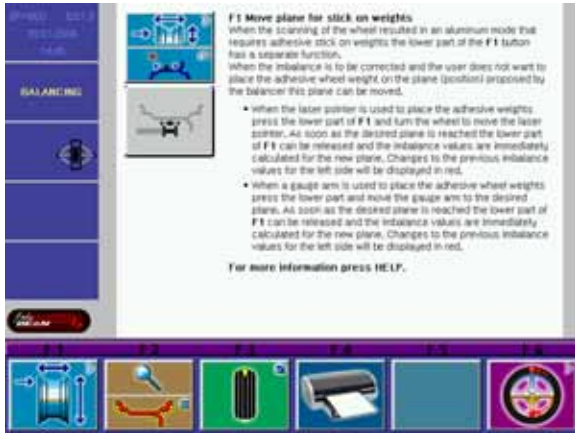 F1 Move plane for stick on weights
When the scanning of the wheel resulted in an aluminum mode that
requires adhesive stick on weights the lower part of the F1 button
has a separate function.
When the imbalance is to be corrected and the user does not want to
place the adhesive wheel weight on the plane (position) proposed by
the balancer this plane can be moved.
• When the laser pointer is used to place the adhesive weights
press the lower part of F1 and turn the wheel to move the laser
pointer. As soon as the desired plane is reached the lower part
of F1 can be released and the imbalance values are immediately
calculated for the new plane. Changes to the previous imbalance
values for the left side will be displayed in red.
• When a gauge arm is used to place the adhesive wheel weights
press the lower part and move the gauge arm to the desired
plane. As soon as the desired plane is reached the lower part of
F1 can be released and the imbalance values are immediately
calculated for the new plane. Changes to the previous imbalance
values for the left side will be displayed in red.
For more information press HELP.
BALANCING
F-1 F-2 F-3 F-4 F-5 F-6